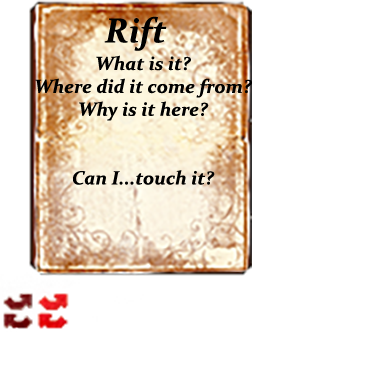 Rift
What is it?
Where did it come from?
Why is it here?
Can I...touch it?